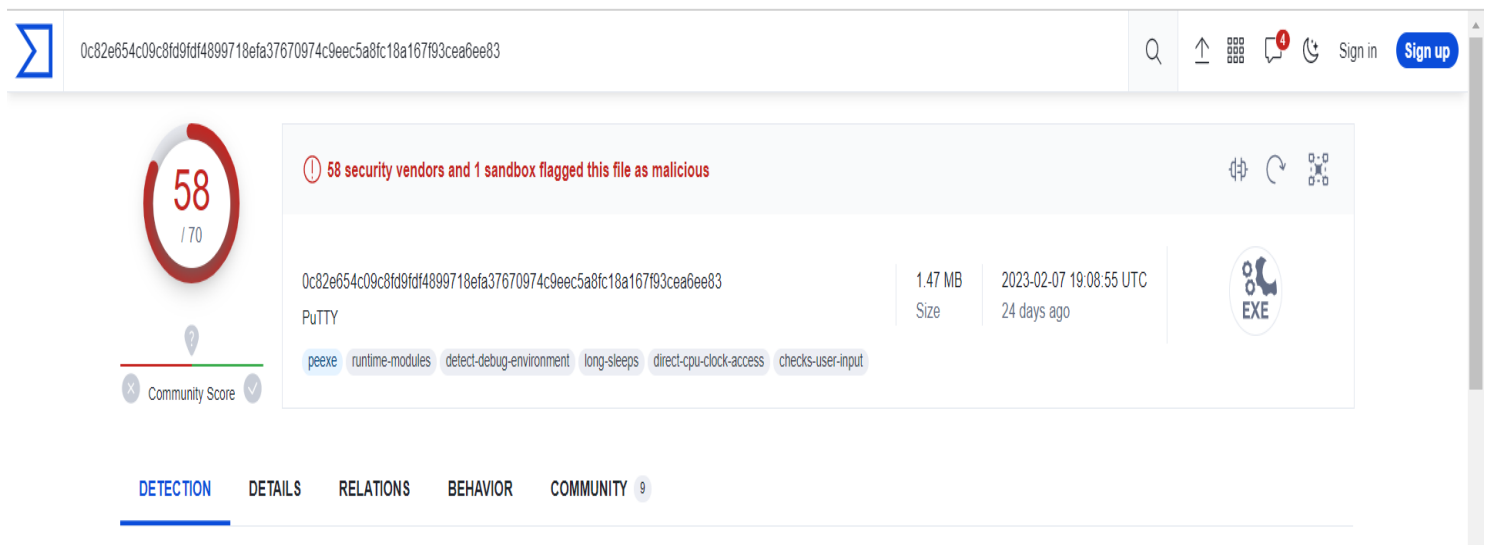 0c82e654c09c8fd9fdf4899718efa37670974c9eec5a8fc18a167f93cea6ee83
4
Sign in
Sign up
58
/ 70
58 security vendors and 1 sandbox flagged this file as malicious
0c82e654c09c8fd9fdf4899718efa37670974c9eec5a8fc18a167f93cea6ee83
PuTTY
peexe runtime-modules detect-debug-environment long-sleeps direct-cpu-clock-access checks-user-input
1.47 MB
Size
2023-02-07 19:08:55 UTC
24 days ago
EXE
?
Community Score
DETECTION DETAILS RELATIONS BEHAVIOR COMMUNITY 9